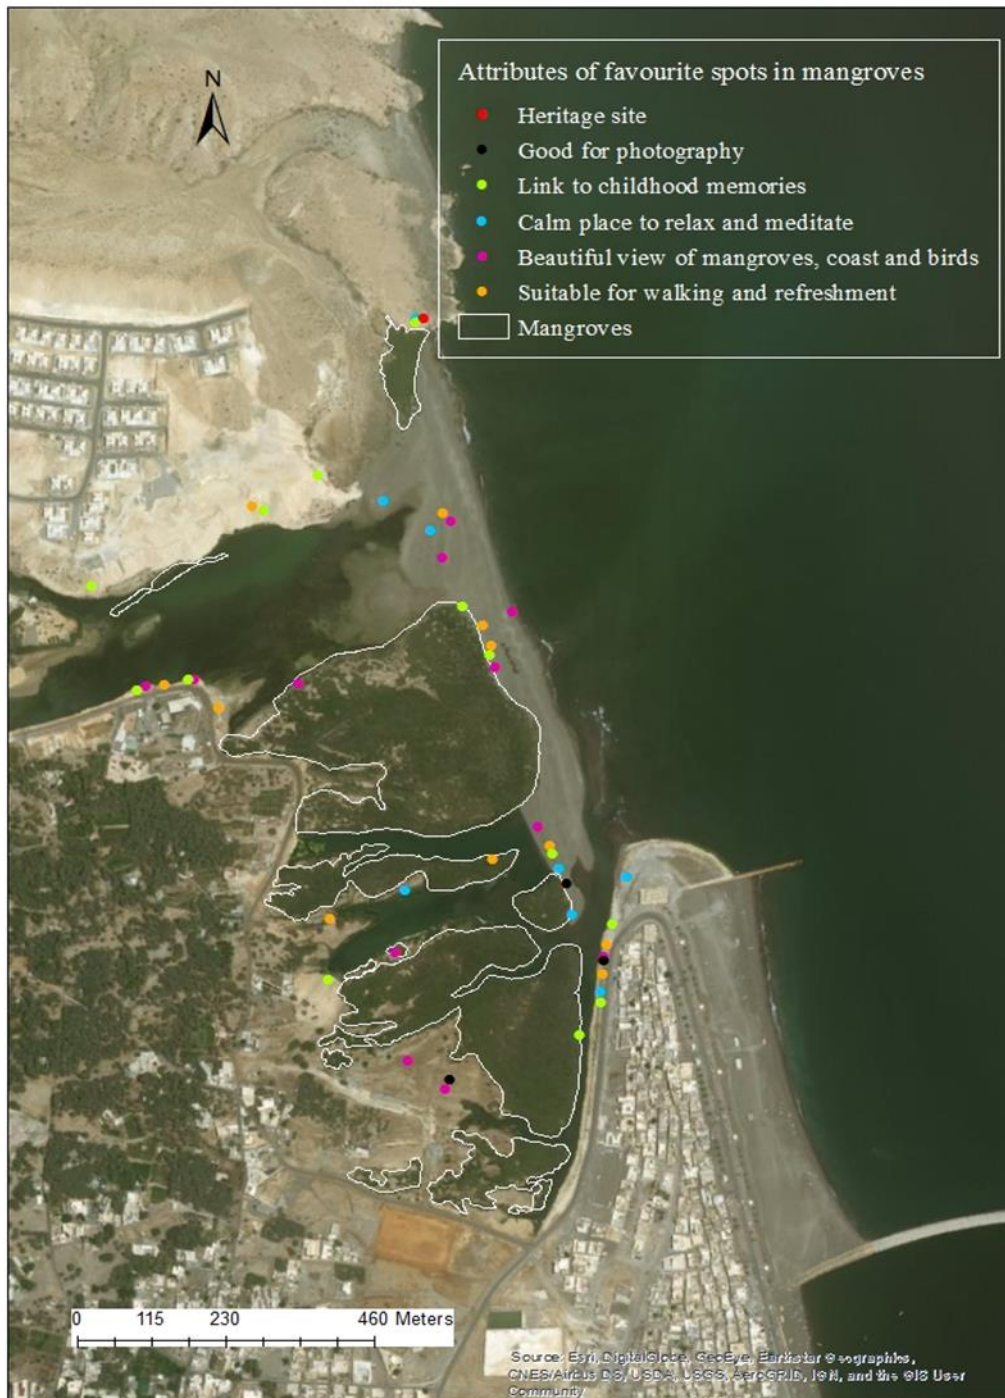 N
Attributes of favourite spots in mangroves
Heritage site
Good for photography
Link to childhood memories
Calm place to relax and meditate
Beautiful view of mangroves, coast and birds
Suitable for walking and refreshment
Mangroves
0 115 230 460 Meters
Source: Esri, DigitalGlobe, GeoEye, Earthstar Geographics,
CNES/Airbus DS, USDA, USGS, AeroGRID, IGN, and the GIS User
Community